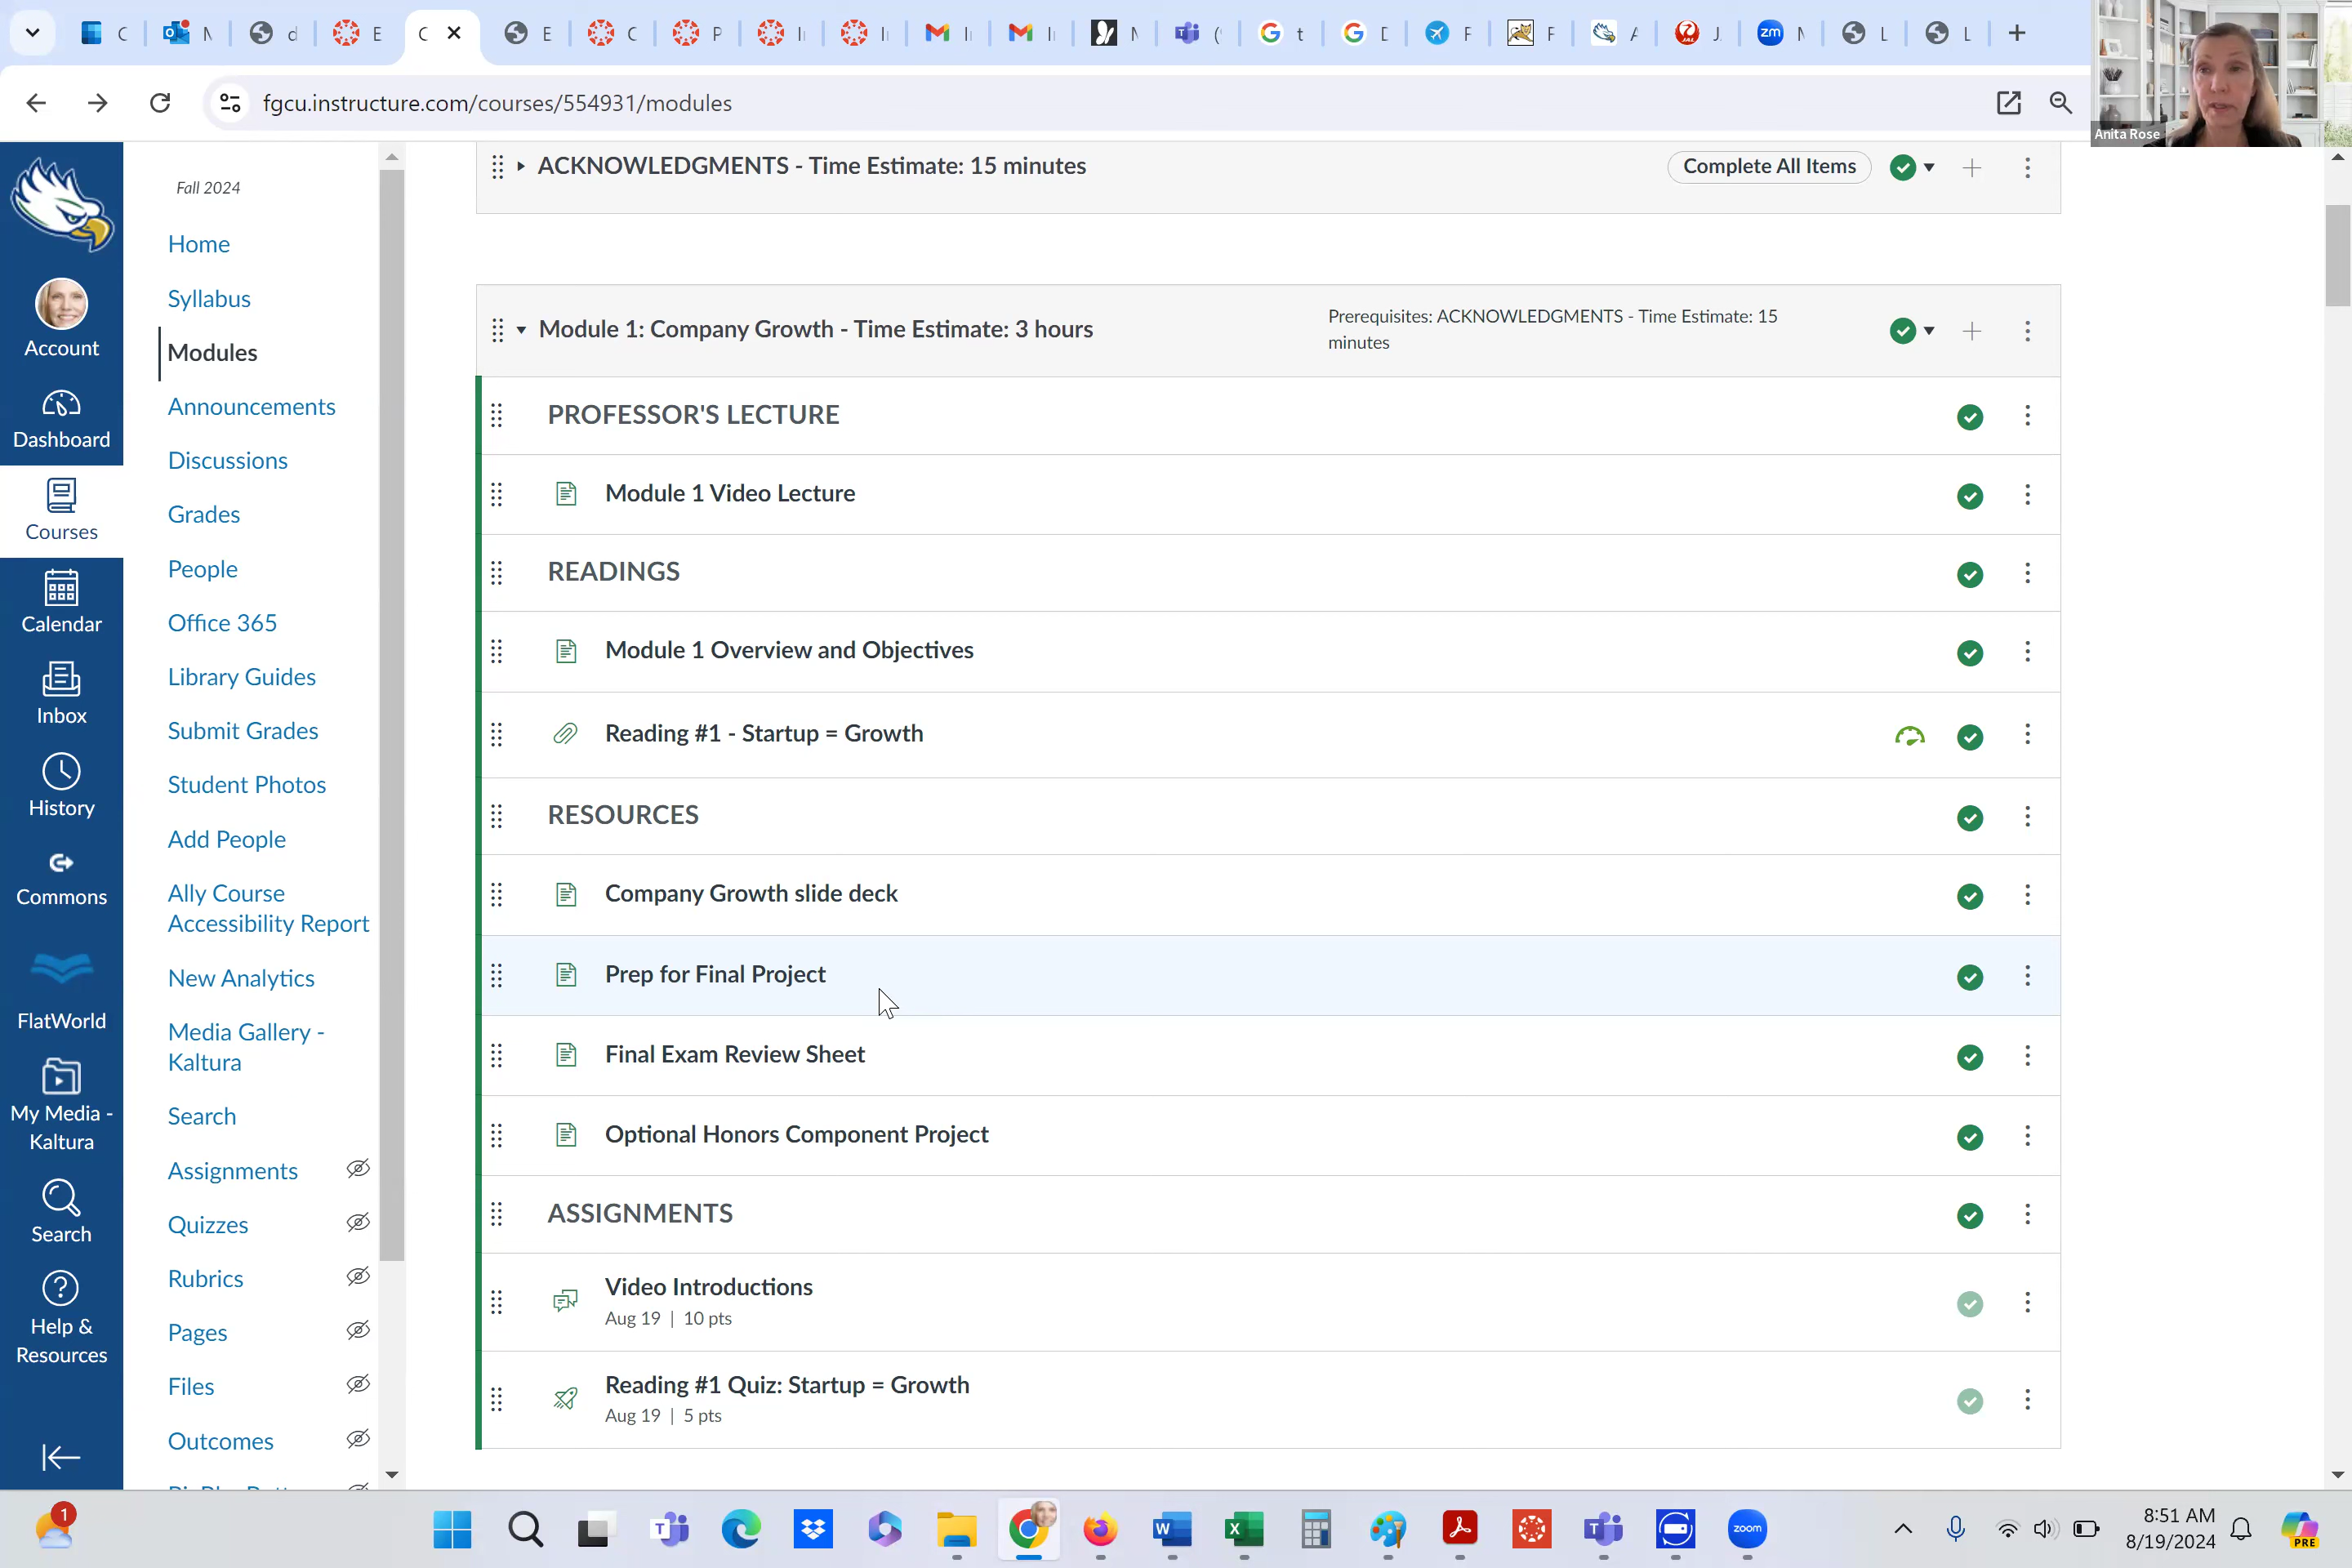 C
N
d
E
C
E
C
P
I
M
(
t
D
F
F
A
J
M
L
L
fgcu.instructure.com/courses/554931/modules
Anita Rose
Account
Dashboard
Courses
Calendar
Inbox
History
Commons
FlatWorld
My Media -
Kaltura
Search
Help &
Resources
Fall 2024
Home
Syllabus
Modules
Announcements
Discussions
Grades
People
Office 365
Library Guides
Submit Grades
Student Photos
Add People
Ally Course
Accessibility Report
New Analytics
Media Gallery -
Kaltura
Search
Assignments
Quizzes
Rubrics
Pages
Files
Outcomes
ACKNOWLEDGMENTS - Time Estimate: 15 minutes
Complete All Items
Module 1: Company Growth - Time Estimate: 3 hours
Prerequisites: ACKNOWLEDGMENTS - Time Estimate: 15
minutes
PROFESSOR'S LECTURE
Module 1 Video Lecture
READINGS
Module 1 Overview and Objectives
Reading #1 - Startup = Growth
RESOURCES
Company Growth slide deck
Prep for Final Project
Final Exam Review Sheet
Optional Honors Component Project
ASSIGNMENTS
Video Introductions
Aug 19 | 10 pts
Reading #1 Quiz: Startup = Growth
Aug 19 | 5 pts
1
zoom
8:51 AM
8/19/2024
PRE